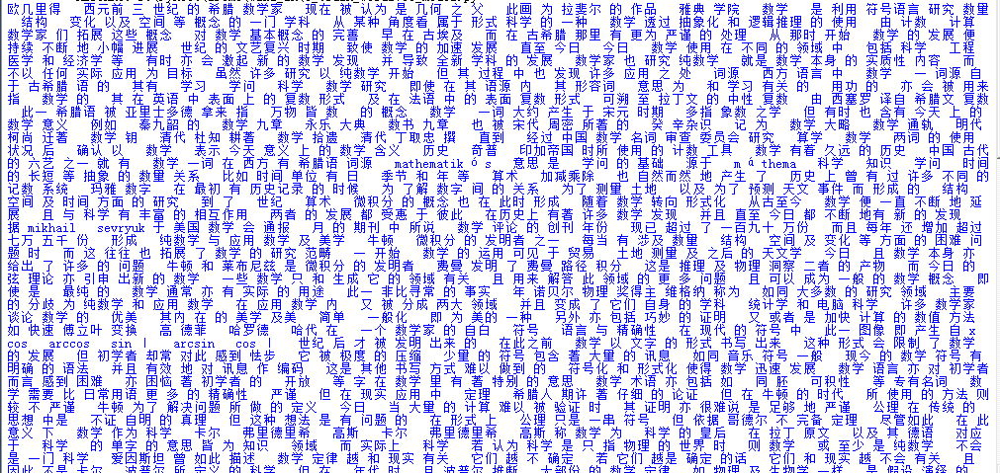 欧几里得 西元前 三 世纪 的 希腊 数学家 现在 被 认为 是 几何 之 父 此画 为 拉斐尔 的 作品 雅典 学院 数学 是 利用 符号语言 研究 数量
结构 变化 以及 空间 等 概念 的 一门 学科 从 某种 角度看 属于 形式 科学 的 一种 数学 透过 抽象化 和 逻辑推理 的 使用 由 计数 计算
数学家 们 拓展 这些 概念 对 数学 基本概念 的 完善 早 在 古埃及 而 在 古希腊 那里 有 更为 严谨 的 处理 从 那时 开始 数学 的 发展 便
持续 不断 地 小幅 进展 世纪 的 文艺复兴 时期 致使 数学 的 加速 发展 直至 今日 今日 数学 使用 在 不同 的 领域 中 包括 科学 工程
医学 和 经济学 等 有时 亦 会 激起 新 的 数学 发现 并 导致 全新 学科 的 发展 数学家 也 研究 纯数学 就是 数学 本身 的 实质性 内容 而
不以 任何 实际 应用 为 目标 虽然 许多 研究 以 纯数学 开始 但 其 过程 中 也 发现 许多 应用 之 处 词源 西方 语言 中 数学 一词 源自
于 古希腊语 的 其有 学习 学问 科学 数学 研究 即使 在 其 语源 内 其 形容词 意思 为 和 学习 有关 的 用功 的 亦 会 被 用来
指 数学 的 其 在 英语 中 表面 上 的 复数 形式 及 在 法语 中 的 表面 复数 形式 可溯 至 拉丁文 的 中性 复数 由 西塞罗 译自 希腊文 复数
此一 希腊语 被 亚里士多德 拿来 指 万物 皆 数 的 概念 数学 一词 大约 产生 于 宋元 时期 多指 象数 之学 但 有时 也 含有 今天 上 的
数学 意义 例如 秦九韶 的 数学 九章 永乐 大典 数书 九章 也 被 宋代 周密 所著 的 癸 辛杂识 记 为 数学 大略 数学 通轨 明代
柯尚 迁著 数学 钥 清代 杜知 耕著 数学 拾遗 清代 丁取忠 撰 直到 经过 中国 数学 名词 审查 委员会 研究 算学 数学 两词 的 使用
状况 后 确认 以 数学 表示 今天 意义 上 的 数学 含义 历史 奇普 印加帝国 时所 使用 的 计数 工具 数学 有着 久远 的 历史 中国 古代
的 六艺 之一 就 有 数学 一词 在 西方 有 希腊语 词源 mathematik s 意思 是 学问 的 基础 源于 m thema 科学 知识 学问 时间
的 长短 等 抽象 的 数量 关系 比如 时间 单位 有 日 季节 和 年 等 算术 加减乘除 也 自然而然 地 产生 了 历史 上 曾 有 过 许多 不同 的
记数 系统 玛雅 数字 在 最初 有 历史记录 的 时候 为 了解 数字 间 的 关系 为了 测量 土地 以及 为了 预测 天文 事件 而 形成 的 结构
空间 及 时间 方面 的 研究 到 了 世纪 算术 微积分 的 概念 也 在 此时 形成 随着 数学 转向 形式化 从古至今 数学 便 一直 不断 地 延
展 且 与 科学 有 丰富 的 相互作用 两者 的 发展 都 受惠 于 彼此 在历史上 有着 许多 数学 发现 并且 直至 今日 都 不断 地 有 新 的 发现
据 mikhail sevryuk 于 美国 数学会 通报 月 的 期刊 中 所说 数学 评论 的 创刊 年份 现已 超过 了 一百九十 万份 而且 每年 还 增加 超过
七万 五千 份 形成 纯数学 与 应用 数学 及 美学 牛顿 微积分 的 发明者 之一 每当 有 涉及 数量 结构 空间 及 变化 等 方面 的 困难 问
题 时 而 这 往往 也 拓展 了 数学 的 研究 范畴 一 开始 数学 的 运用 可见 于 贸易 土地 测量 及 之后 的 天文学 今日 且 数学 本身 亦
给出 了 许多 的 问题 牛顿 和 莱布尼兹 是 微积分 的 发明者 费曼 发明 了 费曼 路径 积分 这是 推理 及 物理 洞察 二者 的 产物 而 今日 的
弦 理论 亦 引申 出新 的 数学 一些 数学 只 和 生成 它 的 领域 有关 且 用来 解答 此 领域 的 更 多 问题 且 可以 成为 一般 的 数学 概念 即
使 是 最纯 的 数学 通常 亦 有 实际 的 用途 此一 非比寻常 的 事实 年 诺贝尔 物理 奖得主 维格纳 称为 如同 大多数 的 研究 领域 主要
的 分歧 为 纯数学 和 应用 数学 在 应用 数学 内 又 被 分成 两大 领域 并且 变成 了 它们 自身 的 学科 统计学 和 电脑 科学 许多 数学家
谈论 数学 的 优美 其内 在 的 美学 及 美 简单 一般化 即 为 美的 一种 另外 亦 包括 巧妙 的 证明 又 或者 是 加快 计算 的 数值 方法
如 快速 傅立叶 变换 高 德菲 哈罗德 哈代 在 一个 数学家 的 自白 符号 语言 与 精确性 在 现代 的 符号 中 此一 图像 即 产生 自 x
cos arccos arcsin | arcsin cos | 世纪 后 才 被 发明 出来 的 在此之前 数学 以 文字 的 形式 书写 出来 这种 形式 会 限制 了 数学
的 发展 但 初学者 却 常 对此 感到 怯步 它 被 极度 的 压缩 少量 的 符号 包含 著 大量 的 讯息 如同 音乐 符号 一般 现今 的 数学 符号 有
明确 的 语法 并且 有效 地 对 讯息 作 编码 这是 其他 书写 方式 难以 做到 的 符号化 和 形式化 使得 数学 迅速 发展 数学 语言 亦 对 初学者
而言 感到 困难 亦 困恼 著 初学者 的 开放 等 字 在 数学 里 有著 特别 的 意思 数学 术语 亦 包括 如 同 胚 可积性 等 专有名词 数
学 需要 比 日常用语 更 多 的 精确性 严谨 但 在 现实 应用 中 定理 希腊人 期许 著 仔细 的 论证 但 在 牛顿 的 时代 所 使用 的 方法 则
较 不 严谨 牛顿 为了 解决问题 所 做 的 定义 今日 当 大量 的 计算 难以 被 验证 时 其 证明 亦 很难说 是 足够 地 严谨 公理 在 传统 的
思想 中是 不证 自明 的 真理 但 这种 想法 是 有 问题 的 在 形式 上 公理 只是 一串 符号 但 依据 哥德尔 不 完备 定理 尽管如此 在 此
意义 下 数学 作为 科学 卡尔 弗里德里希 高斯 卡尔 弗里德里希 高斯 称 数学 为 科学 的 皇后 在 拉丁 原文 以及 其 德语 对应
于 科学 的 单字 的 意思 皆 为 知识 领域 而 实际上 科学 若 认为 科学 是 只 指 物理 的 世界 时 则 数学 或 至少 是 纯数学 不会
是 一门 科学 爱因斯坦 曾 如此 描述 数学 定律 越 和 现实 有关 它们 越 不 确定 若 它们 越是 确定 的话 它们 和 现实 越 不会 有关 且
因此 不是 卡尔 波普尔 所 定义 的 科学 但 在 年代 时 且 波普尔 推断 大部份 的 数学 定律 如 物理 及 生物学 一样 是 假设 演绎 的